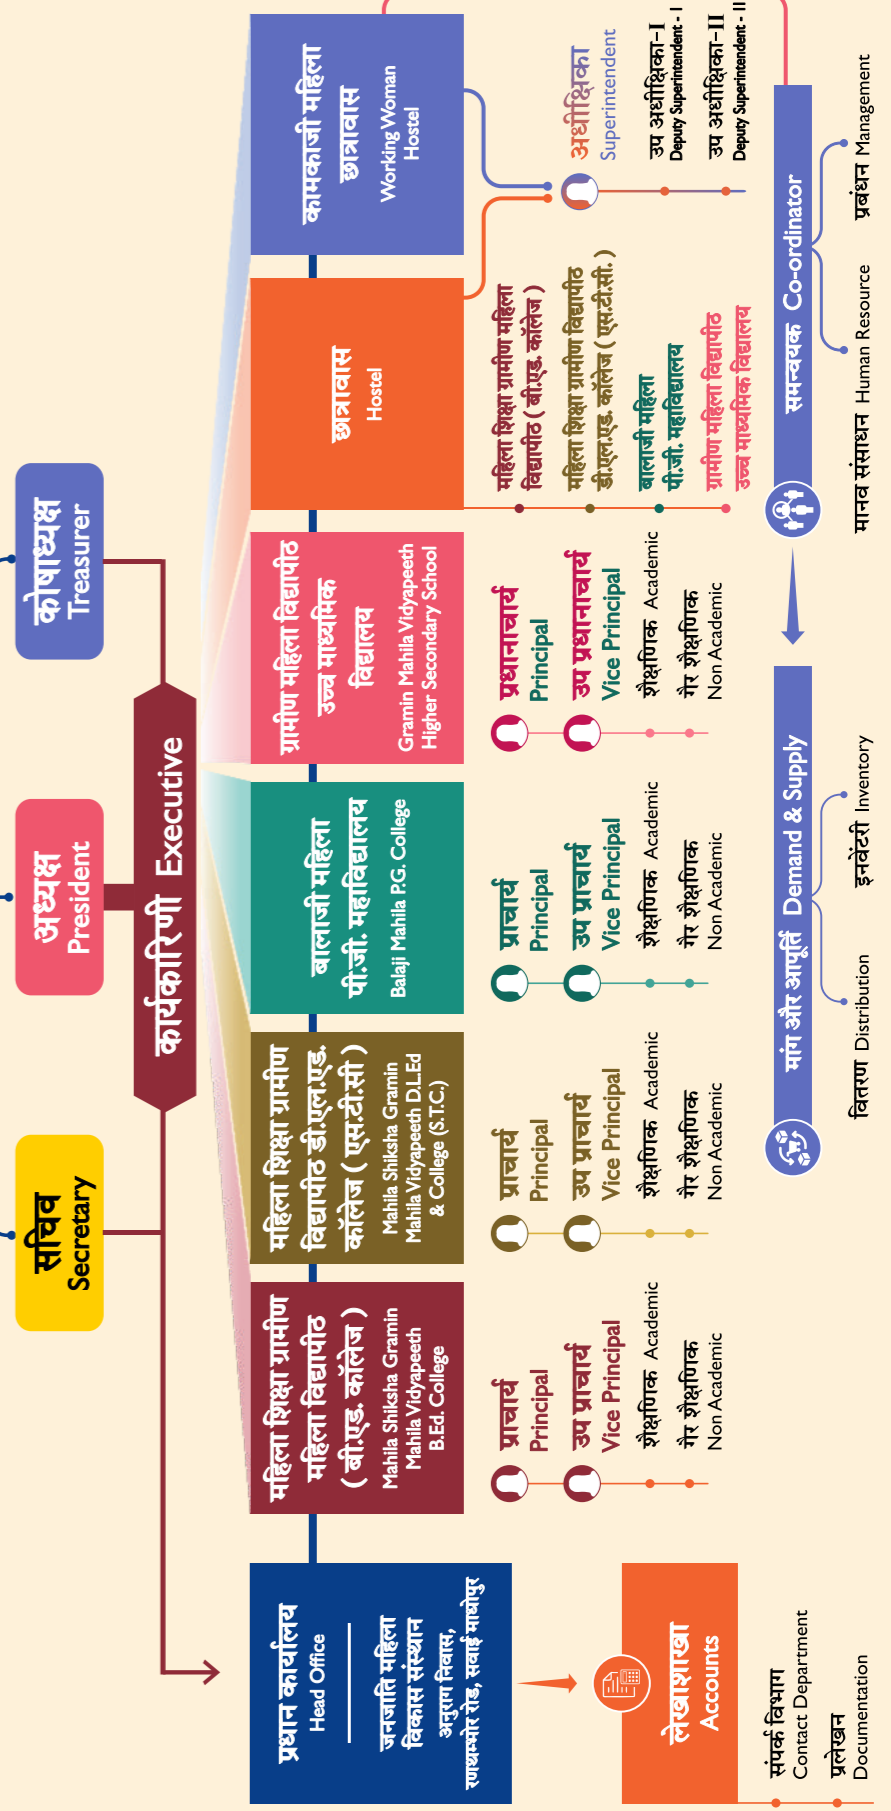 सचिव
Secretary
अध्यक्ष
President
कोषाध्यक्ष
Treasurer
कार्यकारिणी Executive
प्रधान कार्यालय
Head Office
जनजाति महिला
विकास संस्थान
अनुराग निवास,
रणथम्भोर रोड, सवाई माधोपुर
लेखाशाखा
Accounts
संपर्क विभाग
Contact Department
प्रलेखन
Documentation
महिला शिक्षा ग्रामीण
महिला विद्यापीठ
( बी.एड. कॉलेज )
Mahila Shiksha Gramin
Mahila Vidyapeeth
B.Ed. College
प्राचार्य
Principal
उप प्राचार्य
Vice Principal
शैक्षणिक Academic
गैर शैक्षणिक
Non Academic
महिला शिक्षा ग्रामीण
विद्यापीठ डी.एल.एड.
कॉलेज ( एस.टी.सी )
Mahila Shiksha Gramin
Mahila Vidyapeeth D.L.Ed
& College (S.T.C.)
प्राचार्य
Principal
उप प्राचार्य
Vice Principal
शैक्षणिक Academic
गैर शैक्षणिक
Non Academic
बालाजी महिला
पी.जी. महाविद्यालय
Balaji Mahila P.G. College
प्राचार्य
Principal
उप प्राचार्य
Vice Principal
शैक्षणिक Academic
गैर शैक्षणिक
Non Academic
ग्रामीण महिला विद्यापीठ
उच्च माध्यमिक
विद्यालय
Gramin Mahila Vidyapeeth
Higher Secondary School
प्रधानाचार्य
Principal
उप प्रधानाचार्य
Vice Principal
शैक्षणिक Academic
गैर शैक्षणिक
Non Academic
छात्रावास
Hostel
महिला शिक्षा ग्रामीण महिला
विद्यापीठ ( बी.एड. कॉलेज )
महिला शिक्षा ग्रामीण विद्यापीठ
डी.एल.एड. कॉलेज ( एस.टी.सी. )
बालाजी महिला
पी.जी. महाविद्यालय
ग्रामीण महिला विद्यापीठ
उच्च माध्यमिक विद्यालय
कामकाजी महिला
छात्रावास
Working Woman
Hostel
अधीक्षिका
Superintendent
उप अधीक्षिका-I
Deputy Superintendent - I
उप अधीक्षिका-II
Deputy Superintendent - II
मांग और आपूर्ति Demand & Supply
वितरण Distribution
इनवेंटरी Inventory
समन्वयक Co-ordinator
मानव संसाधन Human Resource
प्रबंधन Management